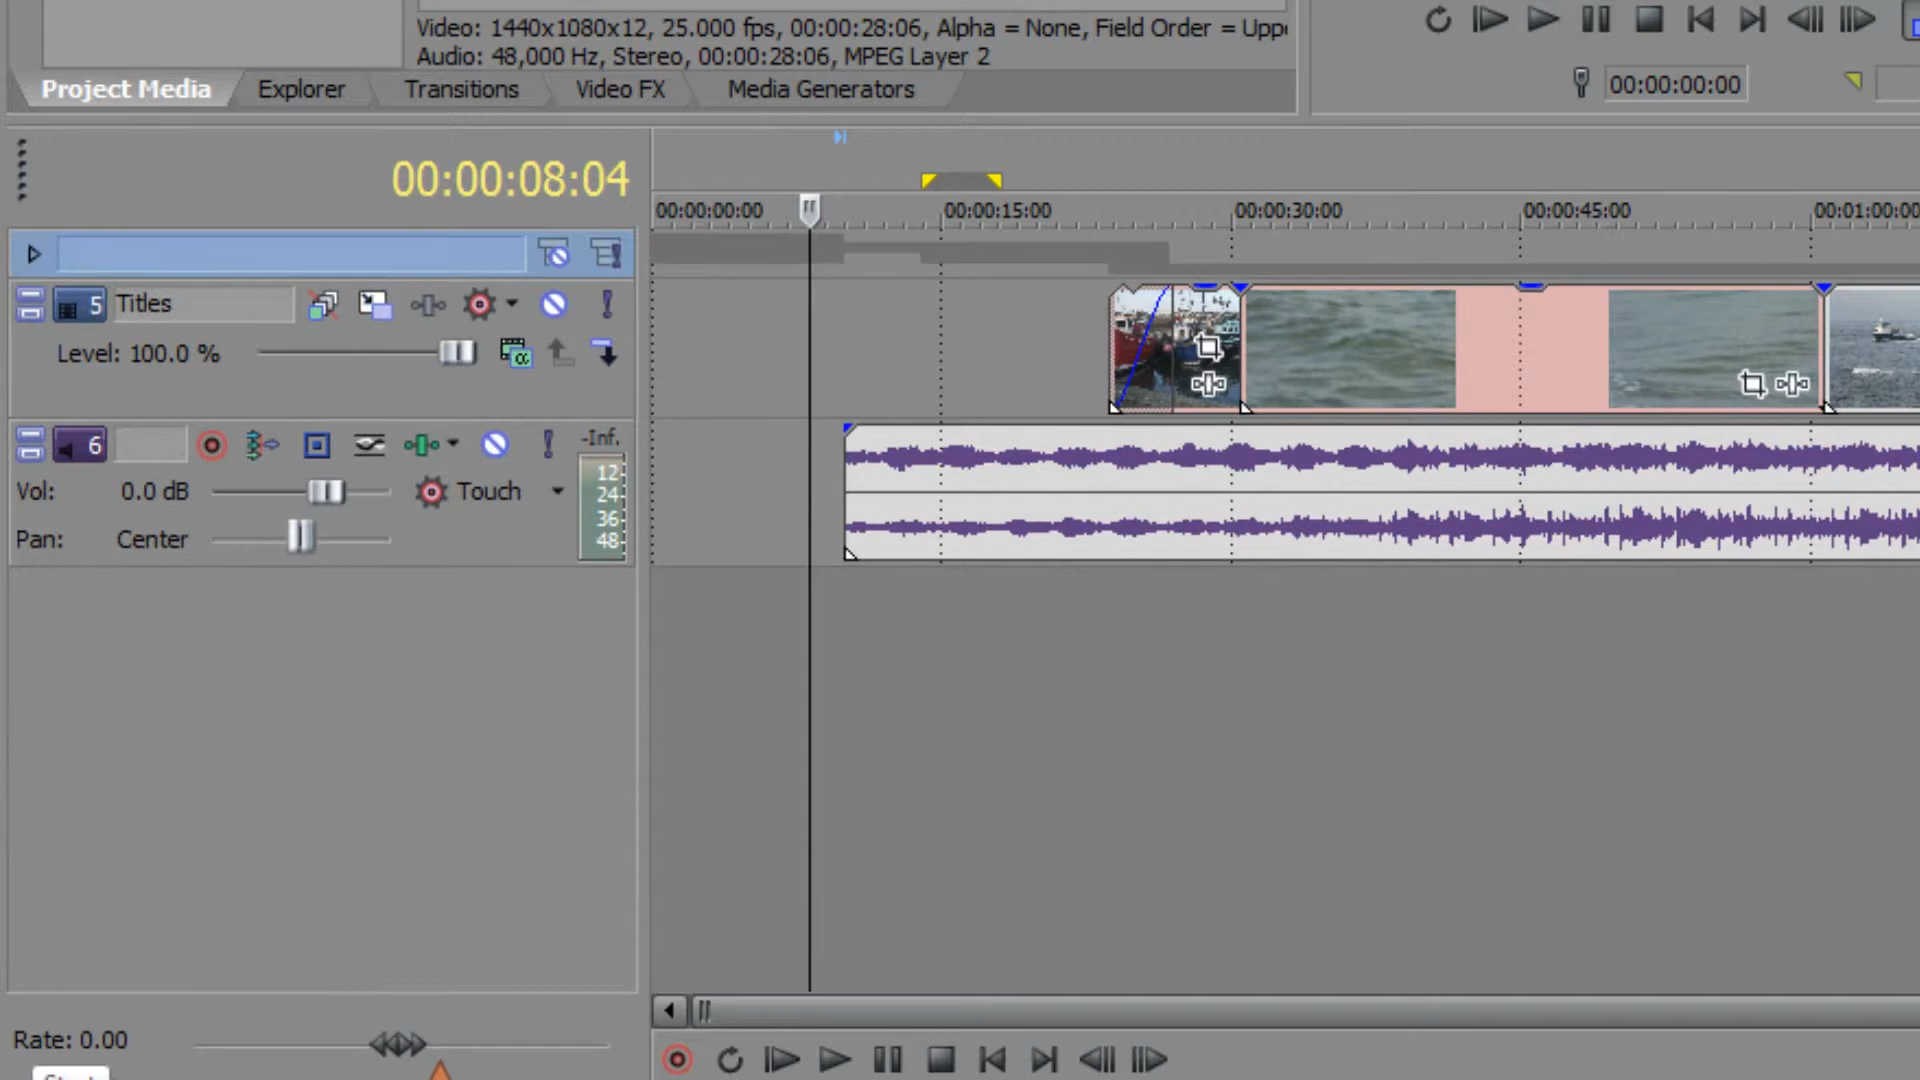 Video: 1440x1080x12, 25.000 fps, 00:00:28:06, Alpha = None, Field Order =
Audio: 48,000 Hz, Stereo, 00:00:28:06, MPEG Layer 2
Project Media Explorer Transitions Video FX Media Generators
00:00:00:00
00:00:08:04
00:00:00:00 00:00:15:00 00:00:30:00 00:00:45:00 00:01:00:00
5 Titles
Level: 100.0 %
6 -Inf.
12
24
36
48
Vol: 0.0 dB Touch
Pan: Center
Rate: 0.00